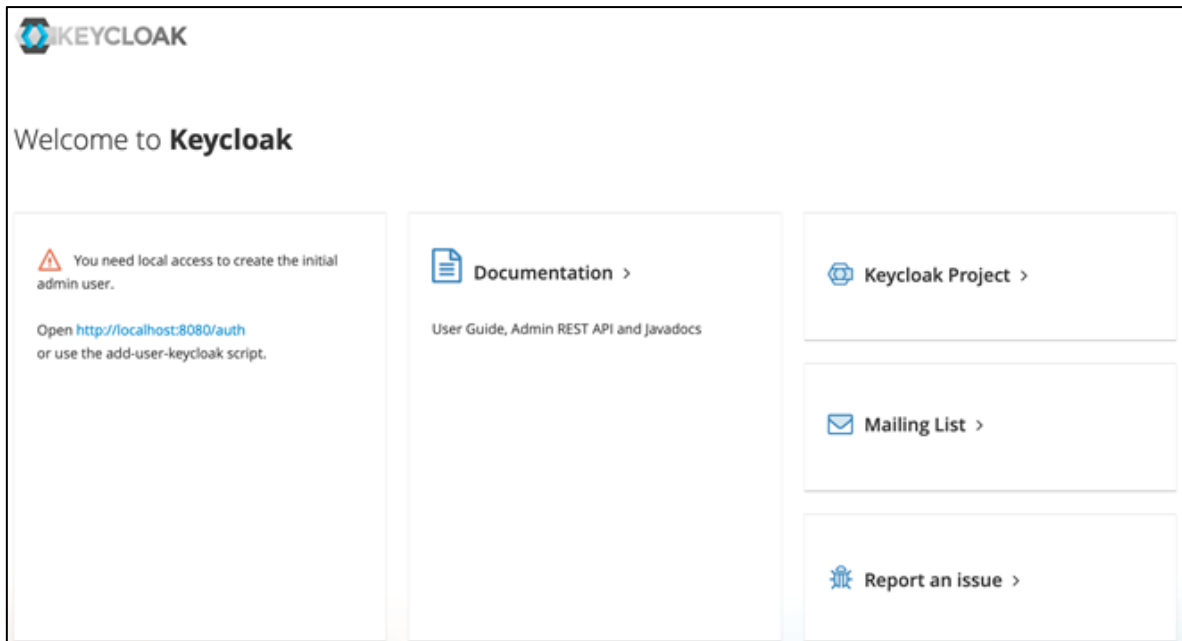 KEYCLOAK
Welcome to Keycloak
You need local access to create the initial
admin user.
Open http://localhost:8080/auth
or use the add-user-keycloak script.
Documentation >
User Guide, Admin REST API and Javadocs
Keycloak Project >
Mailing List >
Report an issue >